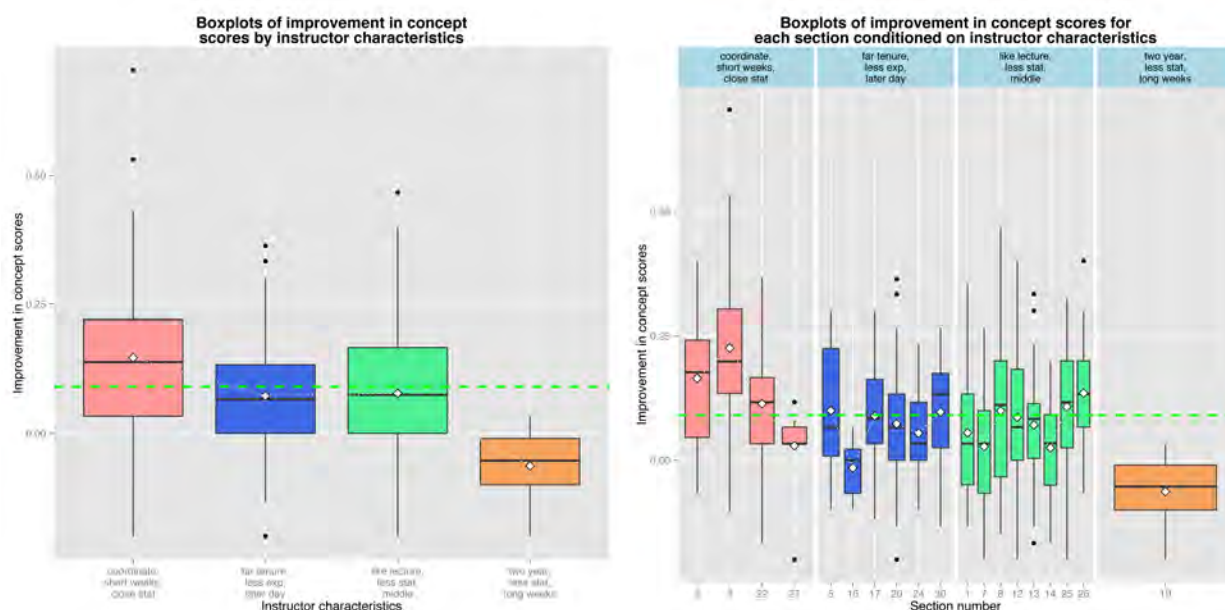 Boxplots of improvement in concept
scores by instructor characteristics
Improvement in concept scores
0.50
0.25
0.00
coordinate,
short weeks,
close stat
far tenure,
less exp,
later day
like lecture,
less stat,
middle
two year,
less stat,
long weeks
Instructor characteristics
Boxplots of improvement in concept scores for
each section conditioned on instructor characteristics
coordinate,
short weeks,
close stat
far tenure,
less exp,
later day
like lecture,
less stat,
middle
two year,
less stat,
long weeks
Improvement in concept scores
0.50
0.25
0.00
22 17 20 24 30 1 7 8 12 13 14 25 26 19
Section number